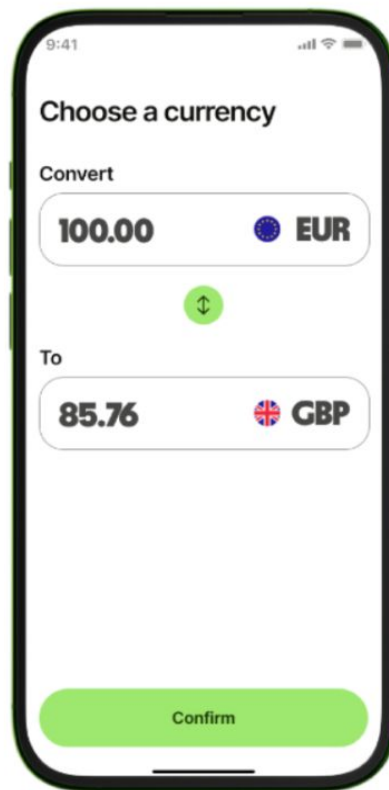 9:41
Choose a currency
Convert
100.00 EUR
To
85.76 GBP
Confirm